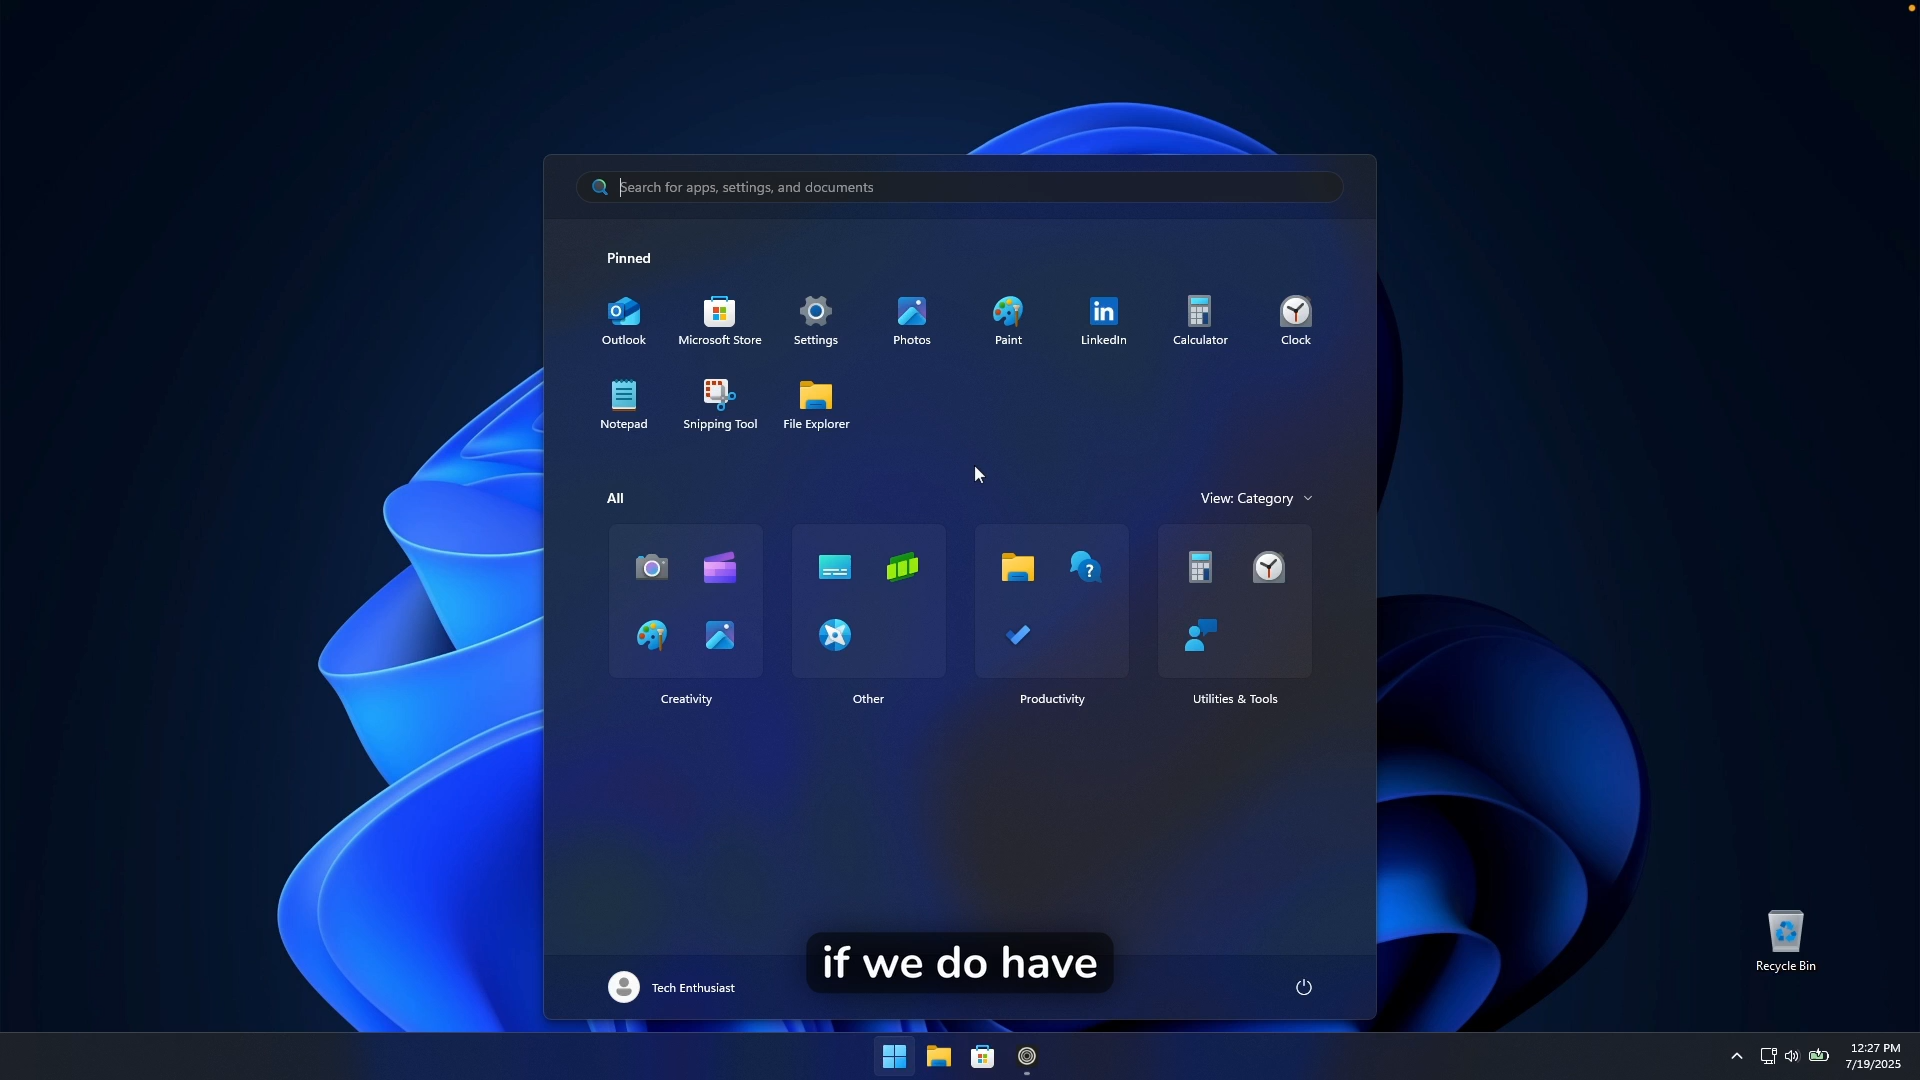 Search for apps, settings, and documents
Pinned
Outlook
Microsoft Store
Settings
Photos
Paint
LinkedIn
Calculator
Clock
Notepad
Snipping Tool
File Explorer
All
View: Category
Creativity
Other
Productivity
Utilities & Tools
if we do have
Tech Enthusiast
Recycle Bin
12:27 PM
7/19/2025